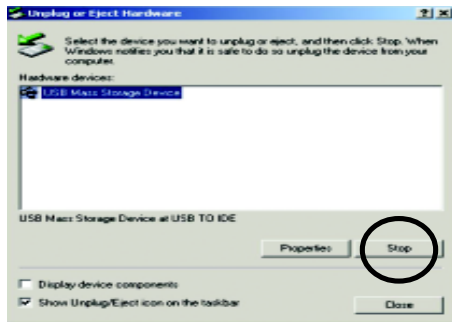 Unplug or Eject Hardware
Select the device you want to unplug or eject, and then click Stop. When
Windows notifies you that it is safe to do so unplug the device from your
computer.
Hardware devices:
USB Mass Storage Device
USB Mass Storage Device at USB TO IDE
Properties
Stop
Display device components
Show Unplug/Eject icon on the taskbar
Close